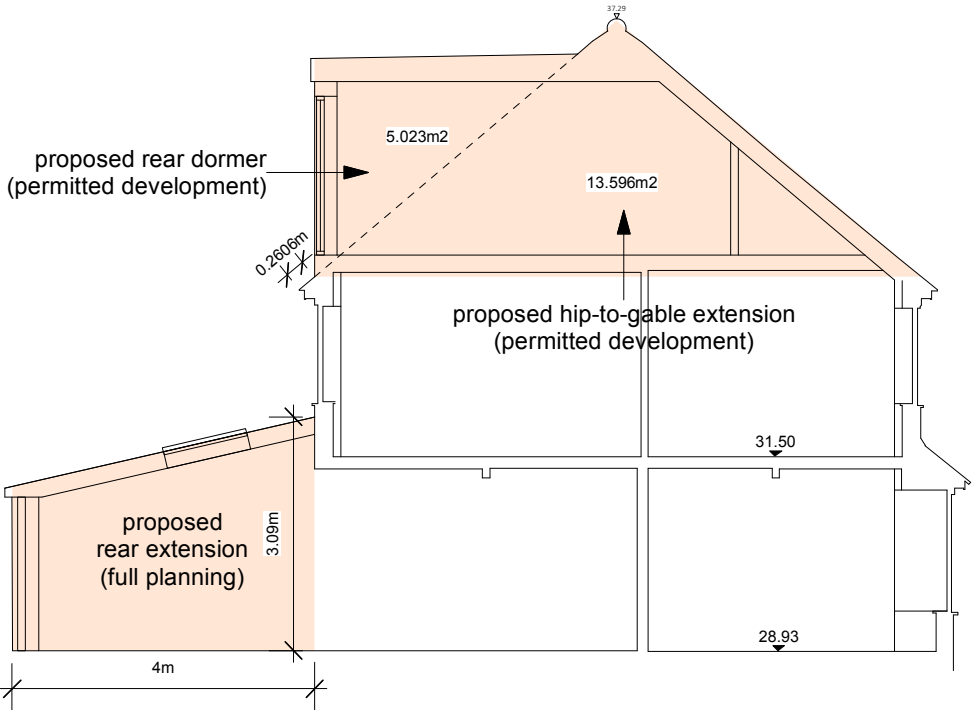 37.29
5.023m2
proposed rear dormer
(permitted development)
13.596m2
0.2606m
proposed hip-to-gable extension
(permitted development)
31.50
proposed
rear extension
(full planning)
3.09m
28.93
4m